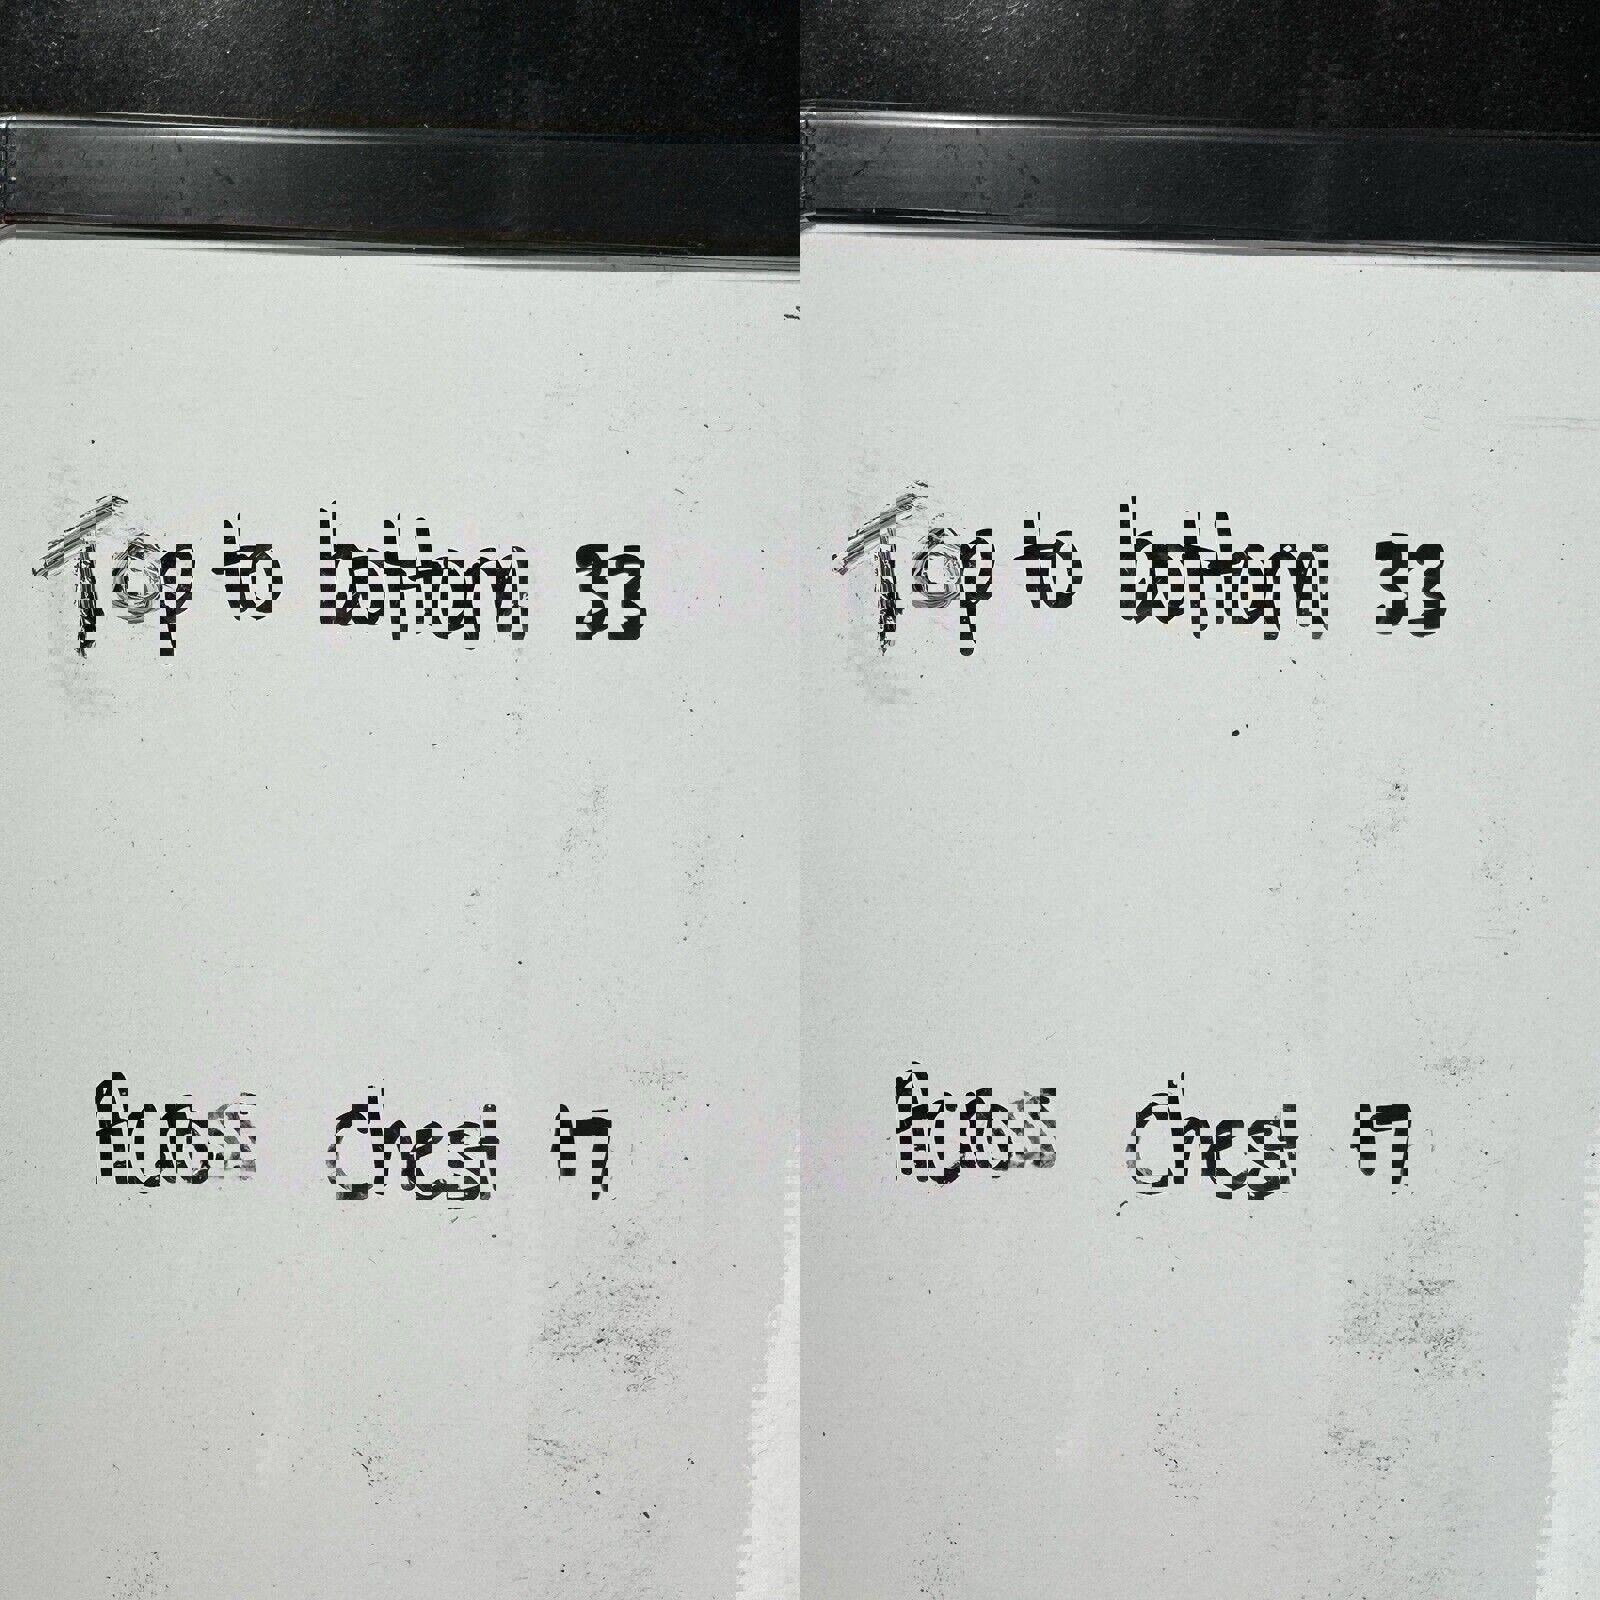 Top to bottom 33
Top to bottom 33
Across Chest 17
Across Chest 17